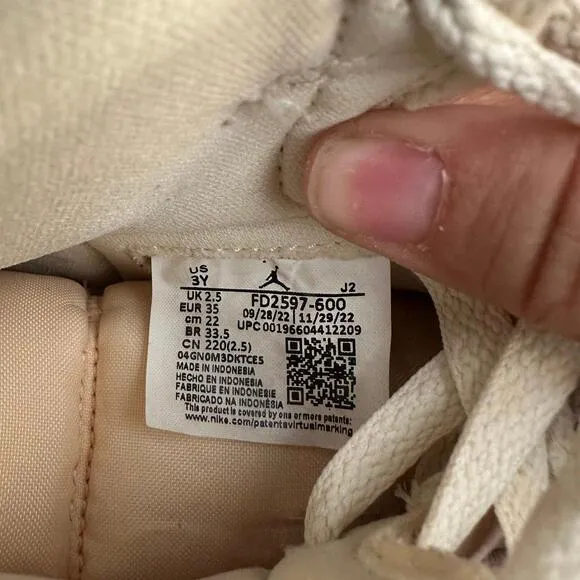 US
3Y
J2
UK 2.5
EUR 35
cm 22
BR 33.5
CN 220(2.5)
FD2597-600
09/28/22 | 11/29/22
UPC 00196604412209
04GN0M3DKTCE5
MADE IN INDONESIA
HECHO EN INDONESIA
FABRIQUE EN INDONESIE
FABRICADO NA INDONÉSIA
This product is covered by one or more patents:
www.nike.com/patentsvirtualmarking